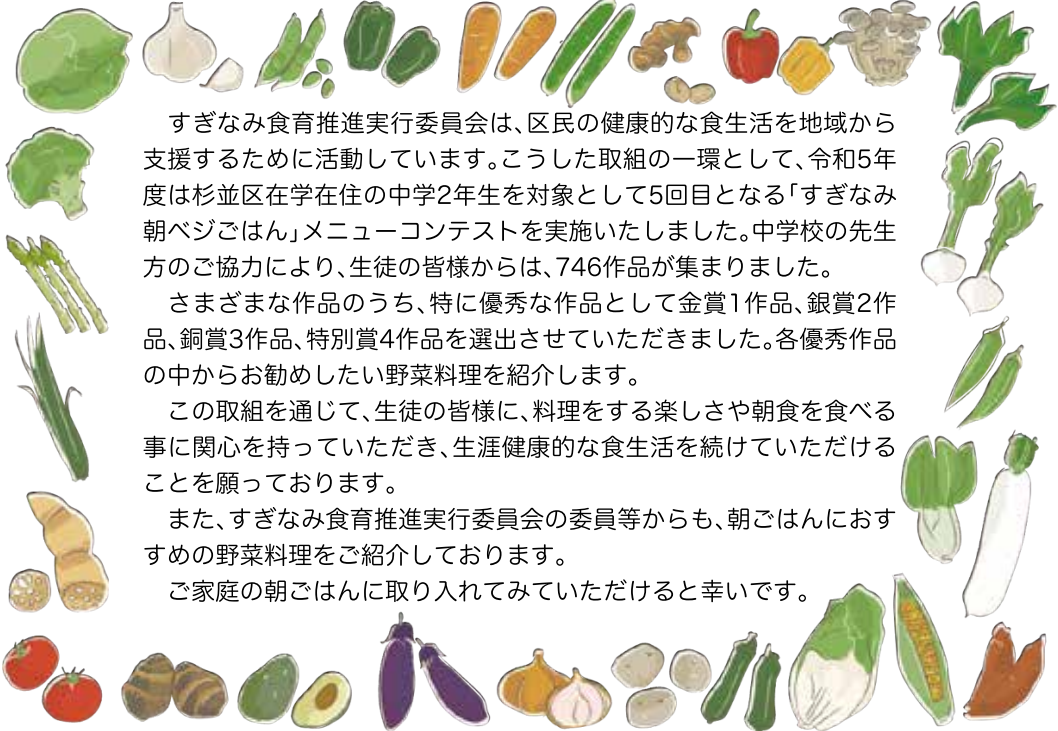 すぎなみ食育推進実行委員会は、区民の健康的な食生活を地域から
支援するために活動しています。こうした取組の一環として、令和5年
度は杉並区在学在住の中学2年生を対象として5回目となる「すぎなみ
朝ベジごはん」メニューコンテストを実施いたしました。中学校の先生
方のご協力により、生徒の皆様からは、746作品が集まりました。
さまざまな作品のうち、特に優秀な作品として金賞1作品、銀賞2作
品、銅賞3作品、特別賞4作品を選出させていただきました。各優秀作品
の中からお勧めしたい野菜料理を紹介します。
この取組を通じて、生徒の皆様に、料理をする楽しさや朝食を食べる
事に関心を持っていただき、生涯健康的な食生活を続けていただける
ことを願っております。
また、すぎなみ食育推進実行委員会の委員等からも、朝ごはんにおす
すめの野菜料理をご紹介しております。
ご家庭の朝ごはんに取り入れてみていただけると幸いです。